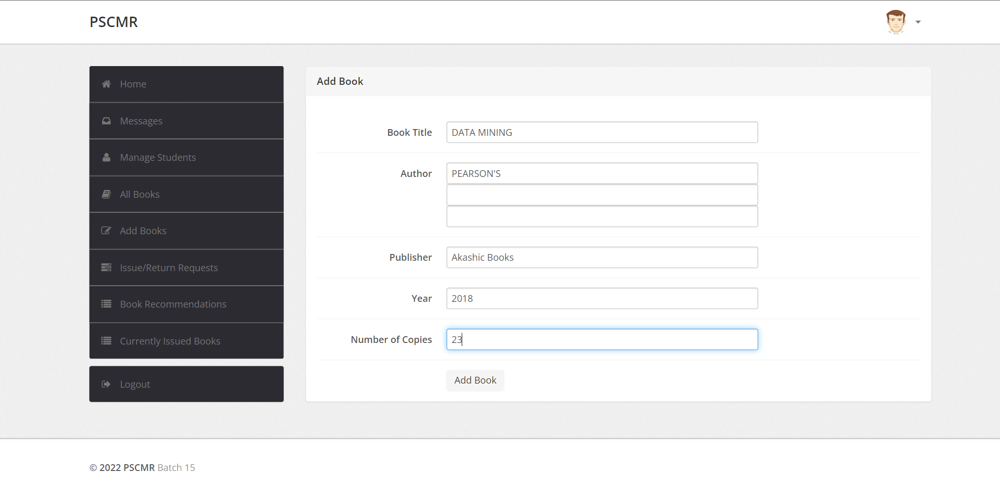 PSCMR
Home
Messages
Manage Students
All Books
Add Books
Issue/Return Requests
Book Recommendations
Currently Issued Books
Logout
Add Book
Book Title DATA MINING
Author PEARSON'S
Publisher Akashic Books
Year 2018
Number of Copies 23
Add Book
© 2022 PSCMR Batch 15